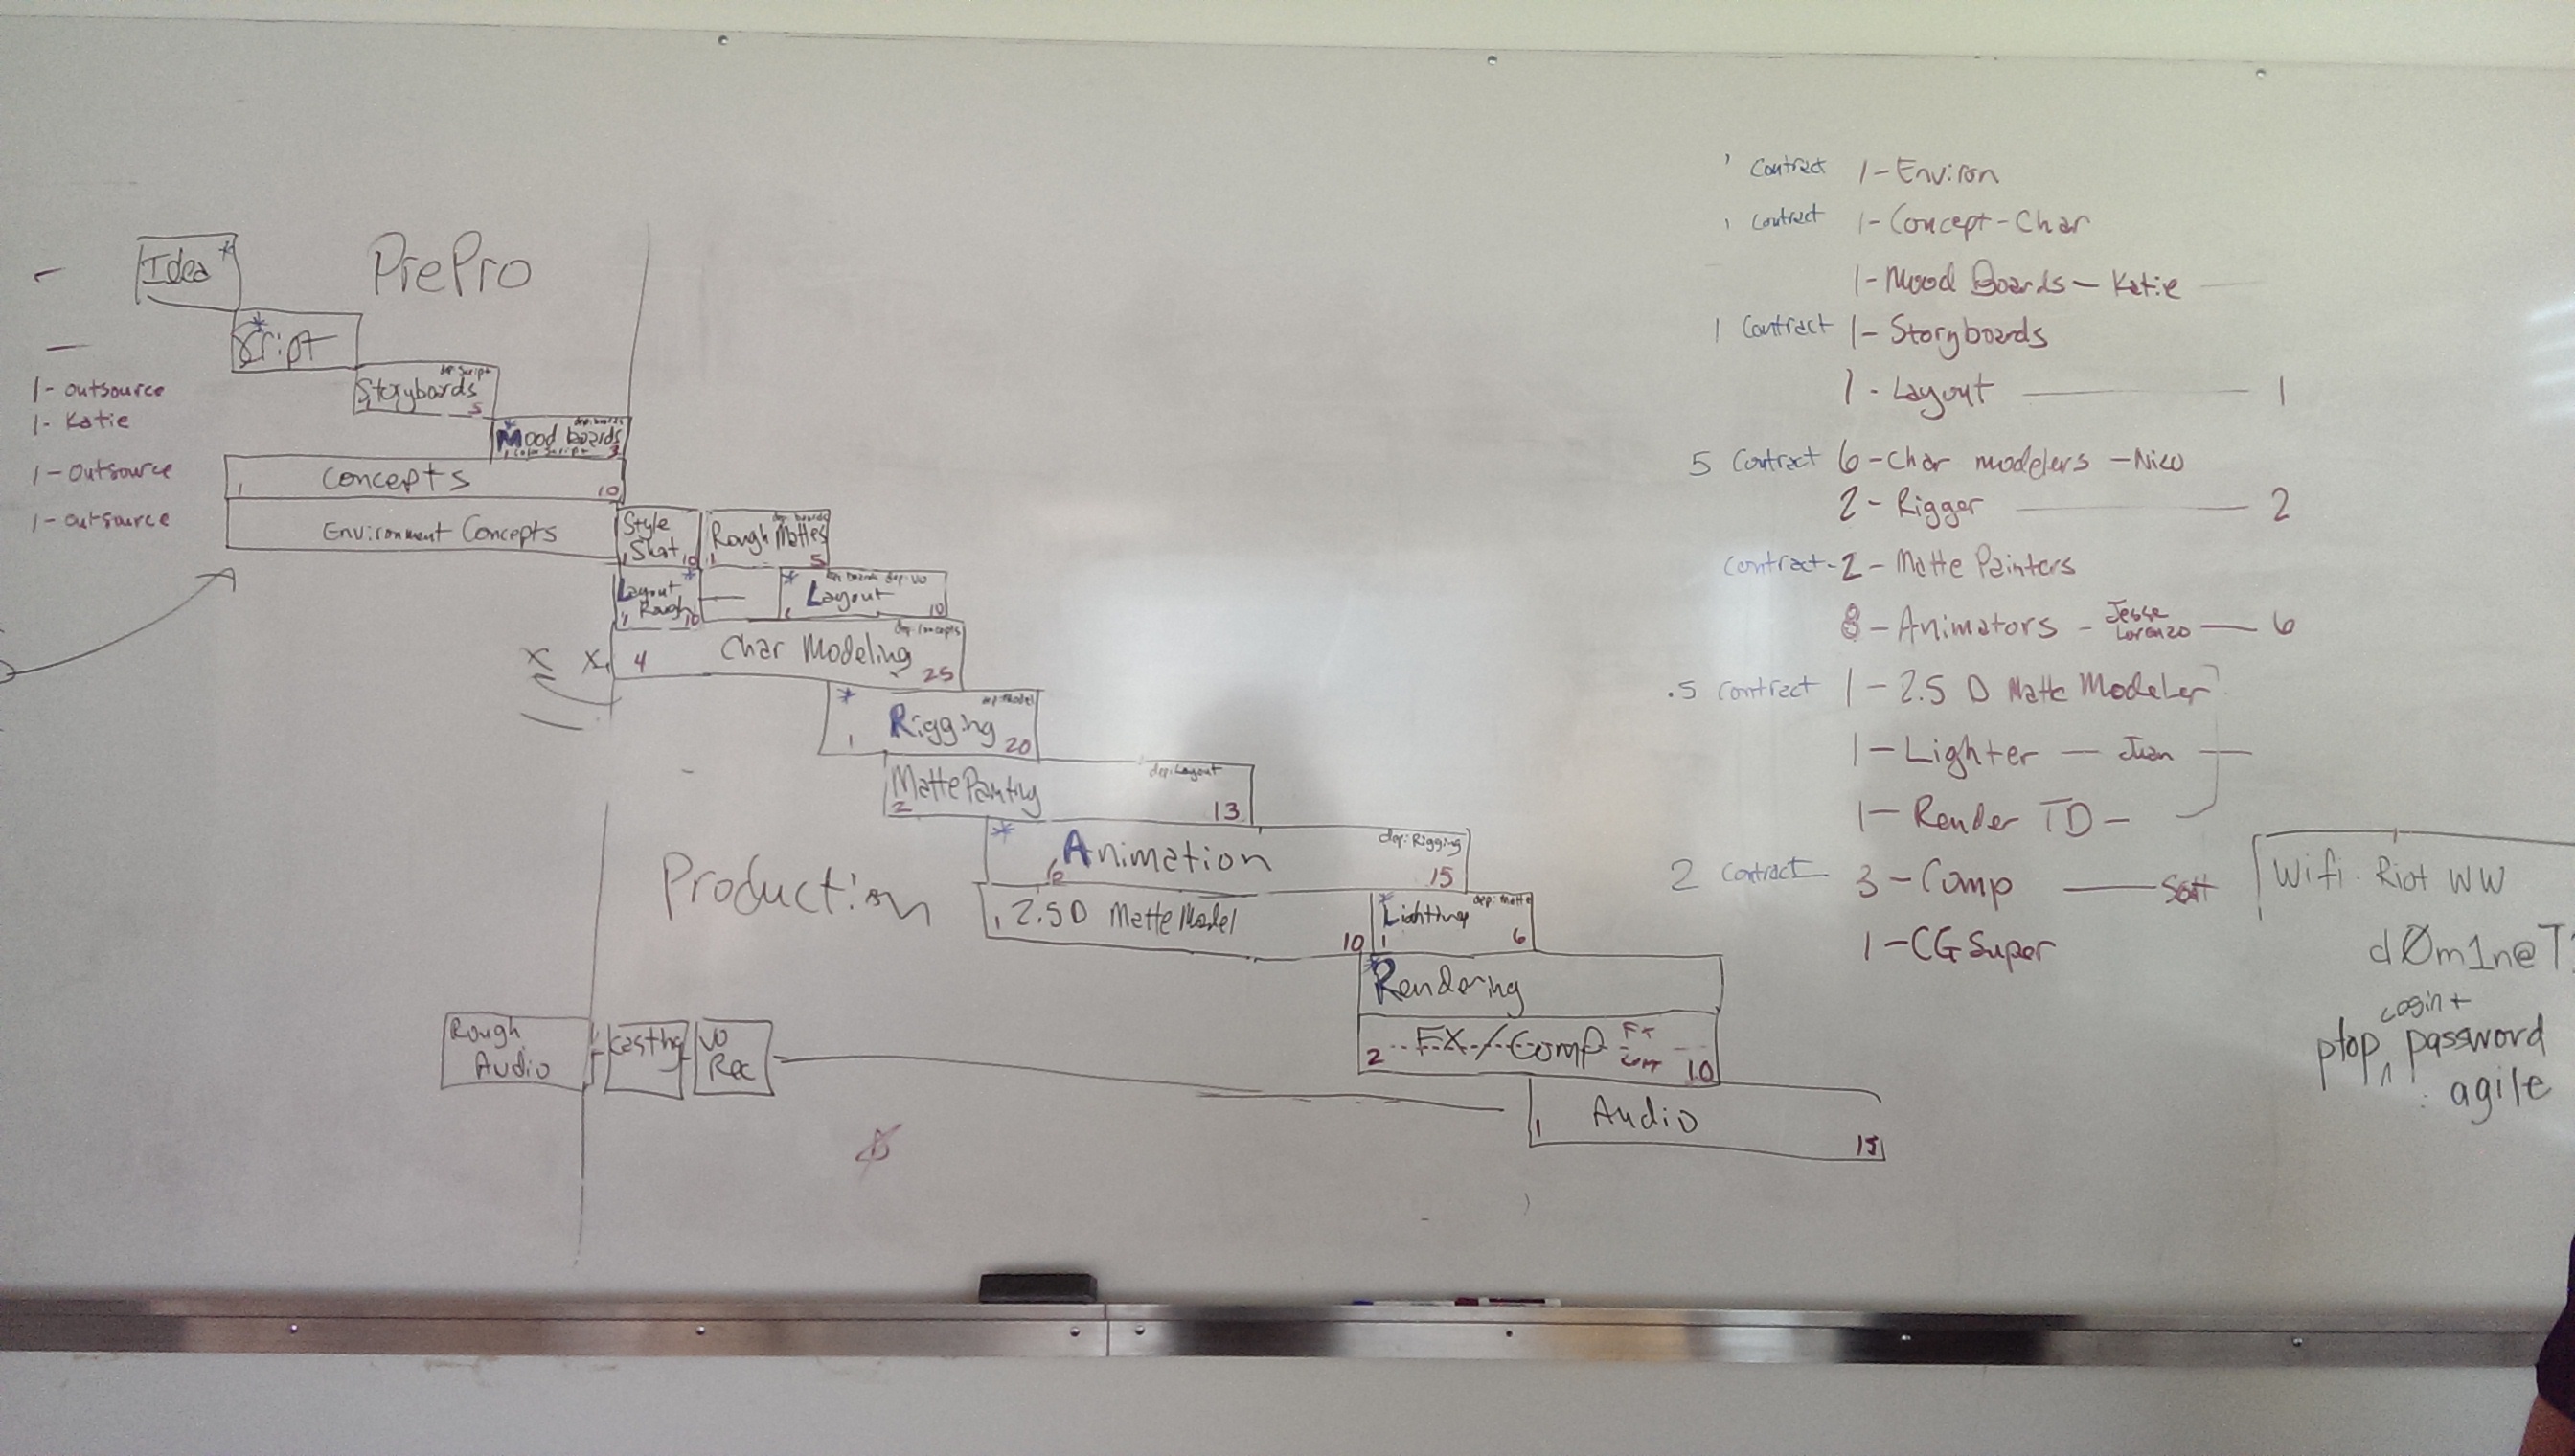 Idea*
PrePro
*
Script
dep: Script
Storyboards
5
1- outsource
1- Katie
1- Outsource
1- outsource
dep: boards
* Mood boards
1 Color Script 3
Concepts
1 10
Environment Concepts
Style
1 10
dep: boards
Rough Mattes
1 5
Layout *
1 Rough 10
dep: boards dep: VO
* Layout
10
dep: Concepts
X X
4 Char Modeling 25
dep: Model
* Rigging
1 20
dep: Layout
Matte Painting
2 13
dep: Rigging
* Animation
15
Production
1 2.5D Matte Model 10
dep: Matte
* Lighting
1 6
* Rendering
FX / Comp FX
2 Comp 10
Rough
Audio
Casting
VO
Rec
Audio
1 15
1 Contract 1- Environ
1 Contract 1- Concept-Char
1- Mood Boards - Katie
1 Contract 1- Storyboards
1- Layout — 1
5 Contract 6- Char modelers - Nico
2- Rigger — 2
Contract- 2- Matte Painters
8- Animators - Jesse
Lorenzo — 6
.5 Contract 1- 2.5 D Matte Modeler
1- Lighter — Juan
1- Render TD -
2 Contract 3- Comp — Scott
1- CG Super
Wifi: Riot WW
d0m1n@T
Login +
ptop password
: agile